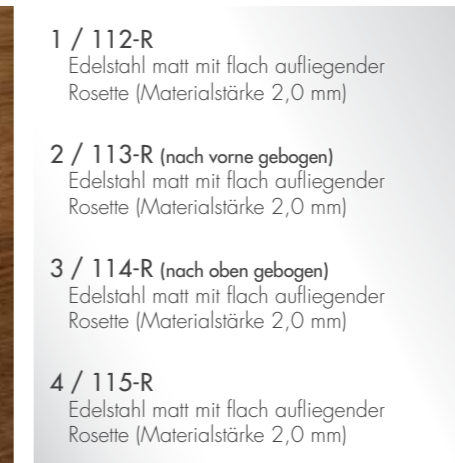 1 / 112-R
Edelstahl matt mit flach aufliegender
Rosette (Materialstärke 2,0 mm)
2 / 113-R (nach vorne gebogen)
Edelstahl matt mit flach aufliegender
Rosette (Materialstärke 2,0 mm)
3 / 114-R (nach oben gebogen)
Edelstahl matt mit flach aufliegender
Rosette (Materialstärke 2,0 mm)
4 / 115-R
Edelstahl matt mit flach aufliegender
Rosette (Materialstärke 2,0 mm)